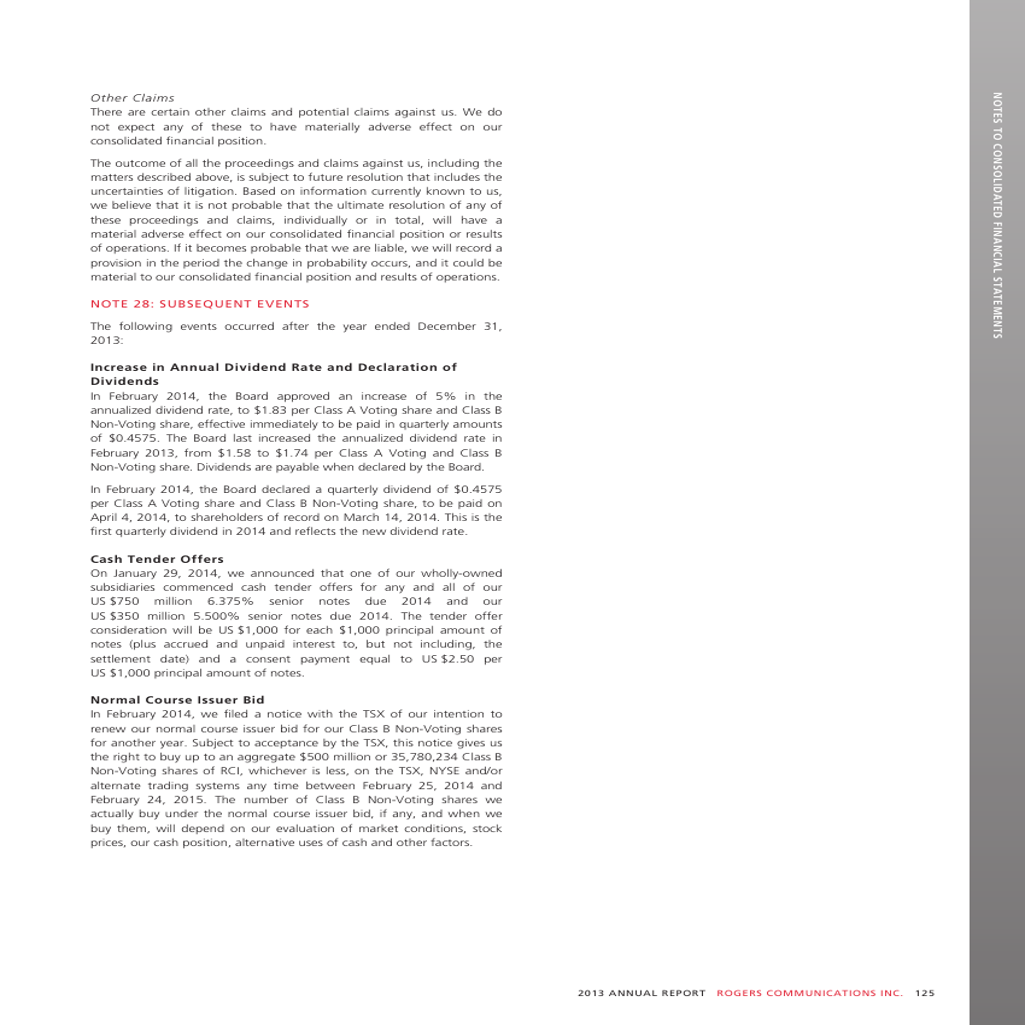 Other Claims
There are certain other claims and potential claims against us. We do
not expect any of these to have materially adverse effect on our
consolidated financial position.
The outcome of all the proceedings and claims against us, including the
matters described above, is subject to future resolution that includes the
uncertainties of litigation. Based on information currently known to us,
we believe that it is not probable that the ultimate resolution of any of
these proceedings and claims, individually or in total, will have a
material adverse effect on our consolidated financial position or results
of operations. If it becomes probable that we are liable, we will record a
provision in the period the change in probability occurs, and it could be
material to our consolidated financial position and results of operations.
NOTE 28: SUBSEQUENT EVENTS
The following events occurred after the year ended December 31,
2013:
Increase in Annual Dividend Rate and Declaration of
Dividends
In February 2014, the Board approved an increase of 5% in the
annualized dividend rate, to $1.83 per Class A Voting share and Class B
Non-Voting share, effective immediately to be paid in quarterly amounts
of $0.4575. The Board last increased the annualized dividend rate in
February 2013, from $1.58 to $1.74 per Class A Voting and Class B
Non-Voting share. Dividends are payable when declared by the Board.
In February 2014, the Board declared a quarterly dividend of $0.4575
per Class A Voting share and Class B Non-Voting share, to be paid on
April 4, 2014, to shareholders of record on March 14, 2014. This is the
first quarterly dividend in 2014 and reflects the new dividend rate.
Cash Tender Offers
On January 29, 2014, we announced that one of our wholly-owned
subsidiaries commenced cash tender offers for any and all of our
US $750 million 6.375% senior notes due 2014 and our
US $350 million 5.500% senior notes due 2014. The tender offer
consideration will be US $1,000 for each $1,000 principal amount of
notes (plus accrued and unpaid interest to, but not including, the
settlement date) and a consent payment equal to US $2.50 per
US $1,000 principal amount of notes.
Normal Course Issuer Bid
In February 2014, we filed a notice with the TSX of our intention to
renew our normal course issuer bid for our Class B Non-Voting shares
for another year. Subject to acceptance by the TSX, this notice gives us
the right to buy up to an aggregate $500 million or 35,780,234 Class B
Non-Voting shares of RCI, whichever is less, on the TSX, NYSE and/or
alternate trading systems any time between February 25, 2014 and
February 24, 2015. The number of Class B Non-Voting shares we
actually buy under the normal course issuer bid, if any, and when we
buy them, will depend on our evaluation of market conditions, stock
prices, our cash position, alternative uses of cash and other factors.
NOTES TO CONSOLIDATED FINANCIAL STATEMENTS
2013 ANNUAL REPORT ROGERS COMMUNICATIONS INC. 125